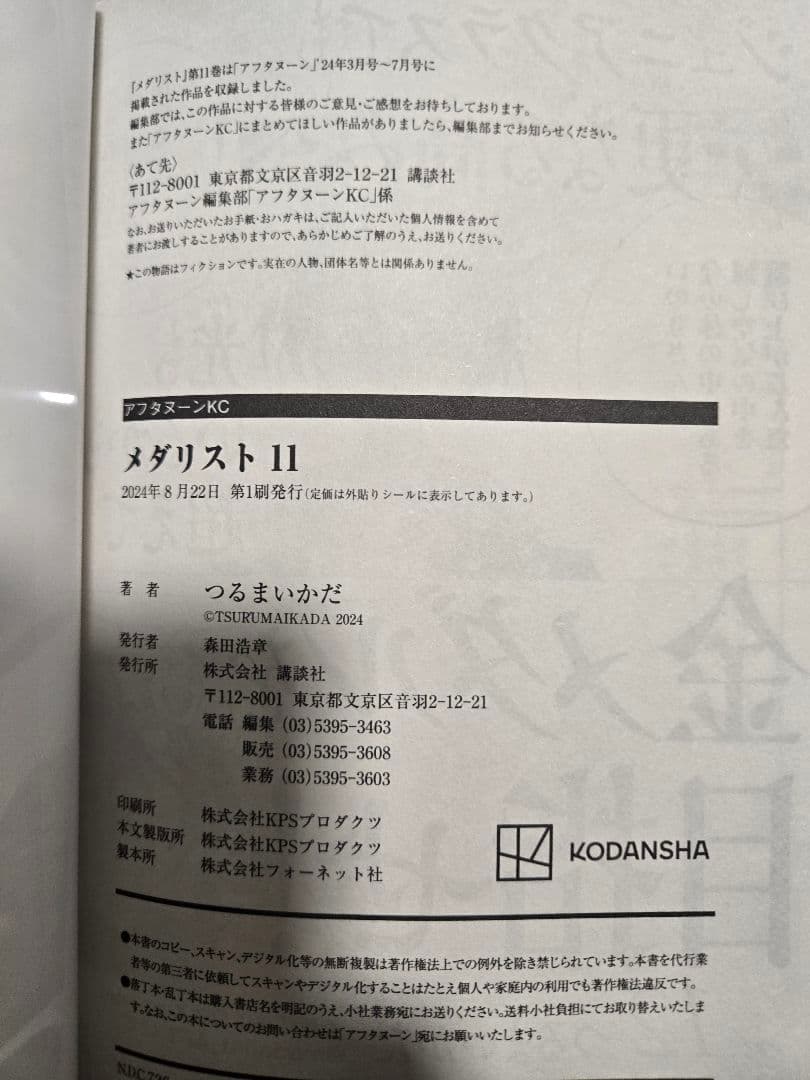 『メダリスト』第11巻は「アフタヌーン」'24年3月号〜7月号に
掲載された作品を収録しました。
編集部では、この作品に対する皆様のご意見・ご感想をお待ちしております。
また「アフタヌーンKC」にまとめてほしい作品がありましたら、編集部までお知らせください。
〈あて先〉
〒112-8001 東京都文京区音羽2-12-21 講談社
アフタヌーン編集部「アフタヌーンKC」係
なお、お送りいただいたお手紙・おハガキは、ご記入いただいた個人情報を含めて
著者にお渡しすることがありますので、あらかじめご了解のうえ、お送りください。
★この物語はフィクションです。実在の人物、団体名等とは関係ありません。
アフタヌーンKC
メダリスト 11
2024年8月22日 第1刷発行(定価は外貼りシールに表示してあります。)
著 者 つるまいかだ
©TSURUMAIKADA 2024
発行者 森田浩章
発行所 株式会社 講談社
〒112-8001 東京都文京区音羽2-12-21
電話 編集 (03)5395-3463
販売 (03)5395-3608
業務 (03)5395-3603
印刷所 株式会社KPSプロダクツ
本文製版所 株式会社KPSプロダクツ
製本所 株式会社フォーネット社
KODANSHA
●本書のコピー、スキャン、デジタル化等の無断複製は著作権法上での例外を除き禁じられています。本書を代行業
者等の第三者に依頼してスキャンやデジタル化することはたとえ個人や家庭内の利用でも著作権法違反です。
●落丁本・乱丁本は購入書店名を明記のうえ、小社業務宛にお送りください。送料小社負担にてお取り替えいたしま
す。なお、この本についてのお問い合わせは「アフタヌーン」宛にお願いいたします。